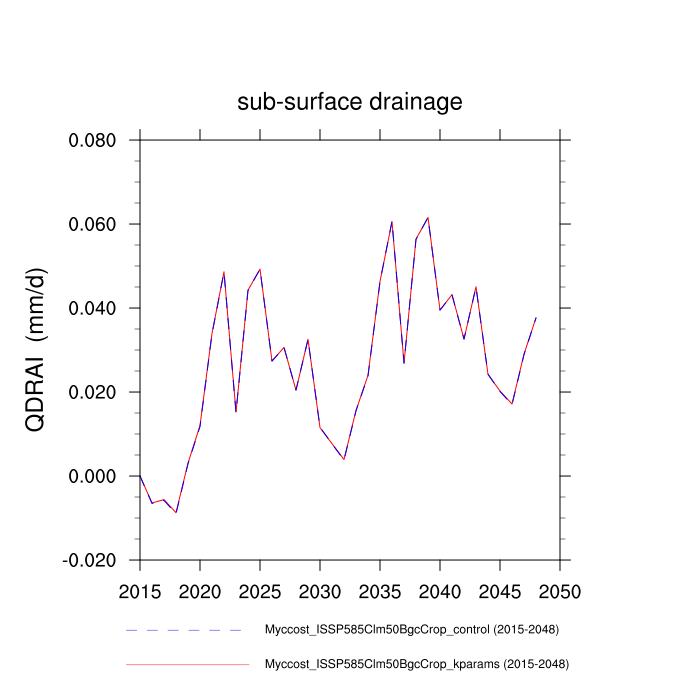 sub-surface drainage
QDRAI (mm/d)
0.080
0.060
0.040
0.020
0.000
-0.020
2015 2020 2025 2030 2035 2040 2045 2050
Myccost_ISSP585Clm50BgcCrop_control (2015-2048)
Myccost_ISSP585Clm50BgcCrop_kparams (2015-2048)